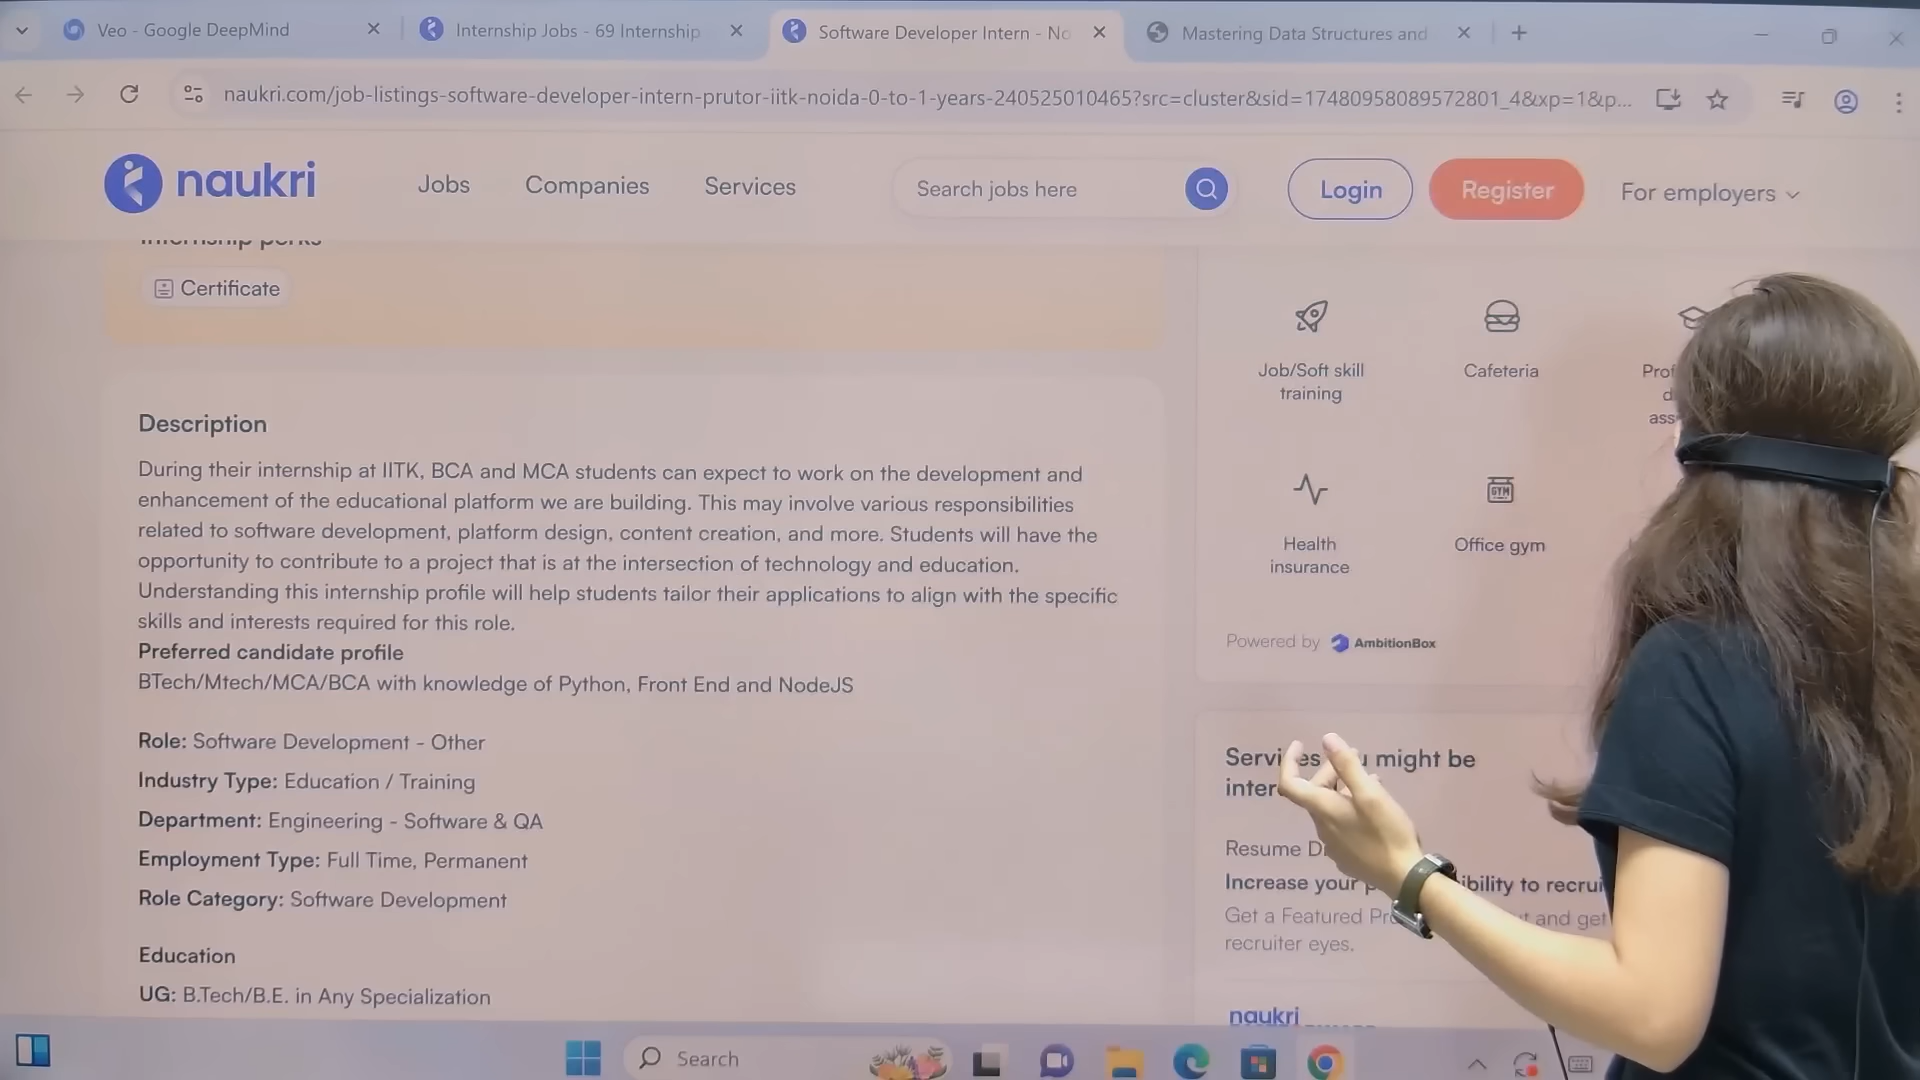 Veo - Google DeepMind
Internship Jobs - 69 Internship
Software Developer Intern - No
Mastering Data Structures and
naukri.com/job-listings-software-developer-intern-prutor-iitk-noida-0-to-1-years-240525010465?src=cluster&sid=17480958089572801_4&xp=1&p...
naukri
Jobs
Companies
Services
Search jobs here
Login
Register
For employers
Certificate
Description
During their internship at IITK, BCA and MCA students can expect to work on the development and
enhancement of the educational platform we are building. This may involve various responsibilities
related to software development, platform design, content creation, and more. Students will have the
opportunity to contribute to a project that is at the intersection of technology and education.
Understanding this internship profile will help students tailor their applications to align with the specific
skills and interests required for this role.
Preferred candidate profile
BTech/Mtech/MCA/BCA with knowledge of Python, Front End and NodeJS
Role: Software Development - Other
Industry Type: Education / Training
Department: Engineering - Software & QA
Employment Type: Full Time, Permanent
Role Category: Software Development
Education
UG: B.Tech/B.E. in Any Specialization
Job/Soft skill
training
Cafeteria
Health
insurance
GYM
Office gym
Powered by AmbitionBox
might be
Resume
Increase your
Get a Featured and get
recruiter eyes.
naukri
Search